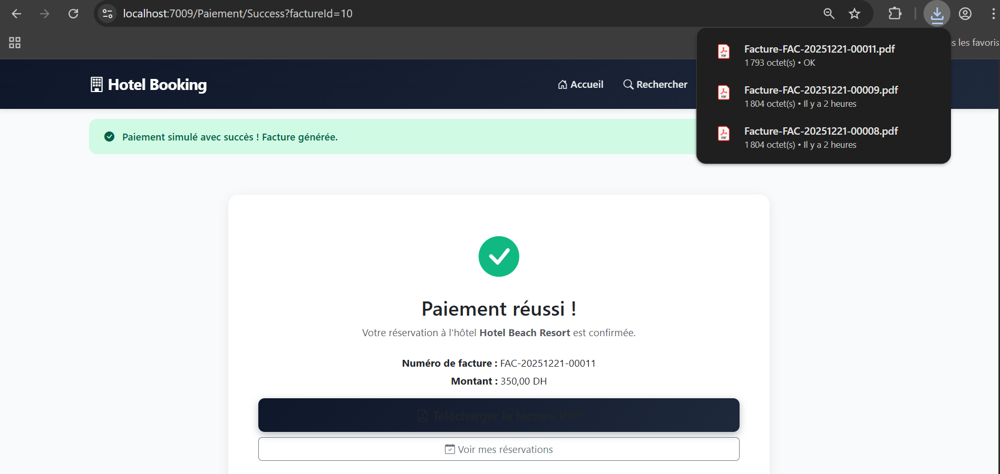 localhost:7009/Paiement/Success?factureId=10
s les favoris
Facture-FAC-20251221-00011.pdf
1 793 octet(s) • OK
Facture-FAC-20251221-00009.pdf
1 804 octet(s) • Il y a 2 heures
Facture-FAC-20251221-00008.pdf
1 804 octet(s) • Il y a 2 heures
Hotel Booking
Accueil
Rechercher
Paiement simulé avec succès ! Facture générée.
Paiement réussi !
Votre réservation à l'hôtel Hotel Beach Resort est confirmée.
Numéro de facture : FAC-20251221-00011
Montant : 350,00 DH
Télécharger la facture PDF
Voir mes réservations